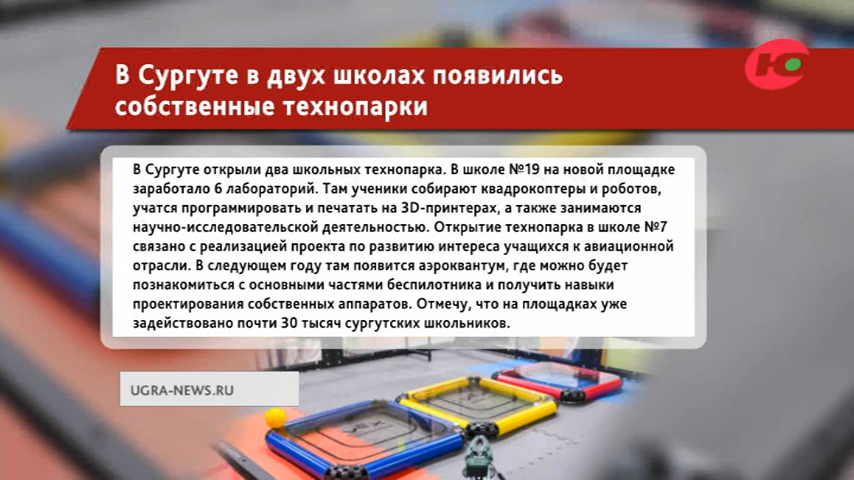 В Сургуте в двух школах появились
собственные технопарки
Ю
В Сургуте открыли два школьных технопарка. В школе №19 на новой площадке
заработало 6 лабораторий. Там ученики собирают квадрокоптеры и роботов,
учатся программировать и печатать на 3D-принтерах, а также занимаются
научно-исследовательской деятельностью. Открытие технопарка в школе №7
связано с реализацией проекта по развитию интереса учащихся к авиационной
отрасли. В следующем году там появится аэроквантум, где можно будет
познакомиться с основными частями беспилотника и получить навыки
проектирования собственных аппаратов. Отмечу, что на площадках уже
задействовано почти 30 тысяч сургутских школьников.
UGRA-NEWS.RU